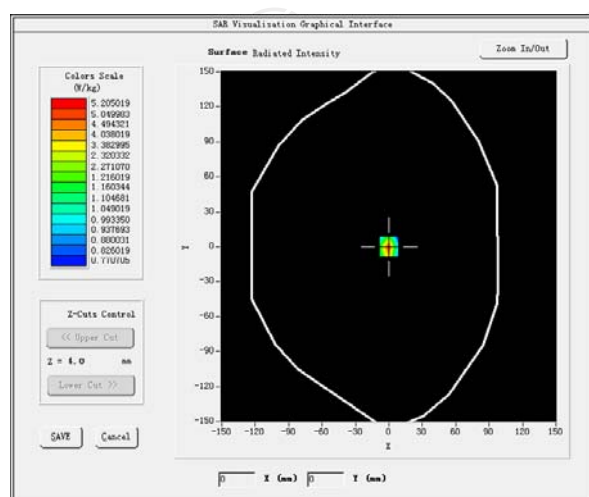 SAR Visualisation Graphical Interface
Surface Radiated Intensity
Zoom In/Out
Colors Scale
(W/kg)
5.205019
5.049983
4.494321
4.038019
3.382995
2.320332
2.271070
1.216019
1.160344
1.104681
1.049019
0.993350
0.937693
0.880031
0.826019
0.770705
150
120
90
60
30
0
-30
-60
-90
-120
-150
Y
-150 -120 -90 -60 -30 0 30 60 90 120 150
X
Z-Cuts Control
<< Upper Cut
Z = 4.0 mm
Lower Cut >>
SAVE
Cancel
0 X (mm) 0 Y (mm)